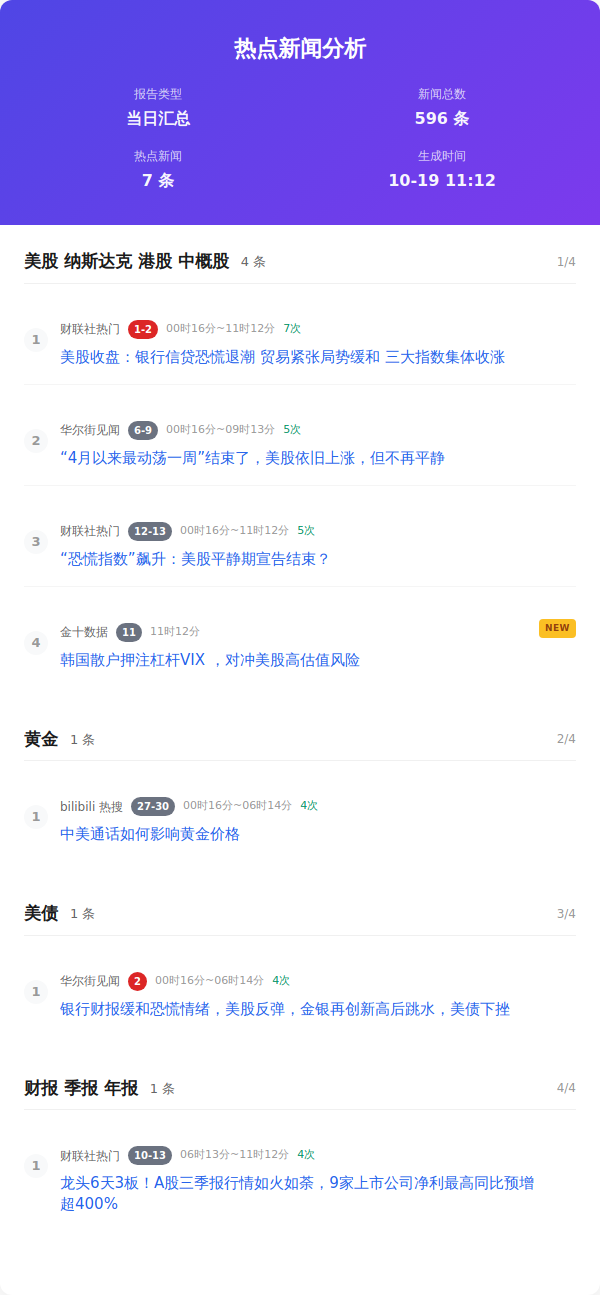 热点新闻分析
报告类型
新闻总数
当日汇总
596 条
热点新闻
生成时间
7 条
10-19 11:12
美股 纳斯达克 港股 中概股 4 条 1/4
财联社热门 1-2 00时16分~11时12分 7次
1
美股收盘：银行信贷恐慌退潮 贸易紧张局势缓和 三大指数集体收涨
华尔街见闻 6-9 00时16分~09时13分 5次
2
“4月以来最动荡一周”结束了，美股依旧上涨，但不再平静
财联社热门 12-13 00时16分~11时12分 5次
3
“恐慌指数”飙升：美股平静期宣告结束？
金十数据 11 11时12分 NEW
4
韩国散户押注杠杆VIX ，对冲美股高估值风险
黄金 1 条 2/4
bilibili 热搜 27-30 00时16分~06时14分 4次
1
中美通话如何影响黄金价格
美债 1 条 3/4
华尔街见闻 2 00时16分~06时14分 4次
1
银行财报缓和恐慌情绪，美股反弹，金银再创新高后跳水，美债下挫
财报 季报 年报 1 条 4/4
财联社热门 10-13 06时13分~11时12分 4次
1
龙头6天3板！A股三季报行情如火如荼，9家上市公司净利最高同比预增
超400%